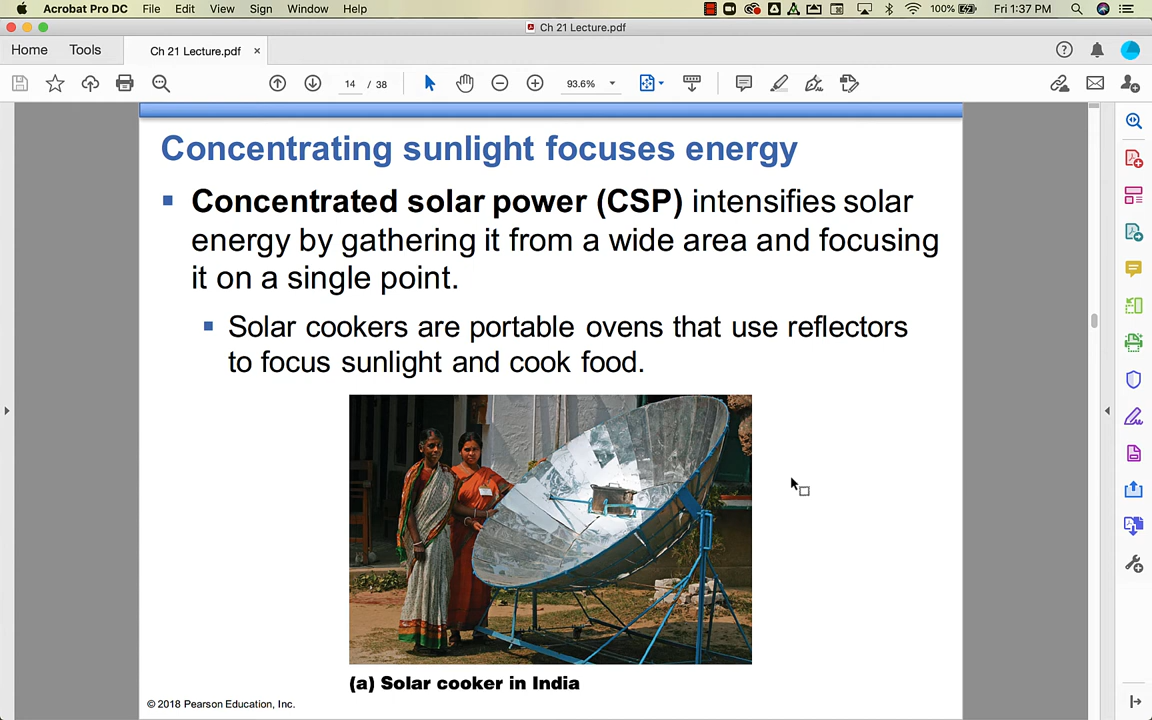 Acrobat Pro DC File Edit View Sign Window Help 100% Fri 1:37 PM
Ch 21 Lecture.pdf
Home Tools Ch 21 Lecture.pdf ×
14 / 38 93.6%
Concentrating sunlight focuses energy
Concentrated solar power (CSP) intensifies solar
energy by gathering it from a wide area and focusing
it on a single point.
Solar cookers are portable ovens that use reflectors
to focus sunlight and cook food.
(a) Solar cooker in India
© 2018 Pearson Education, Inc.